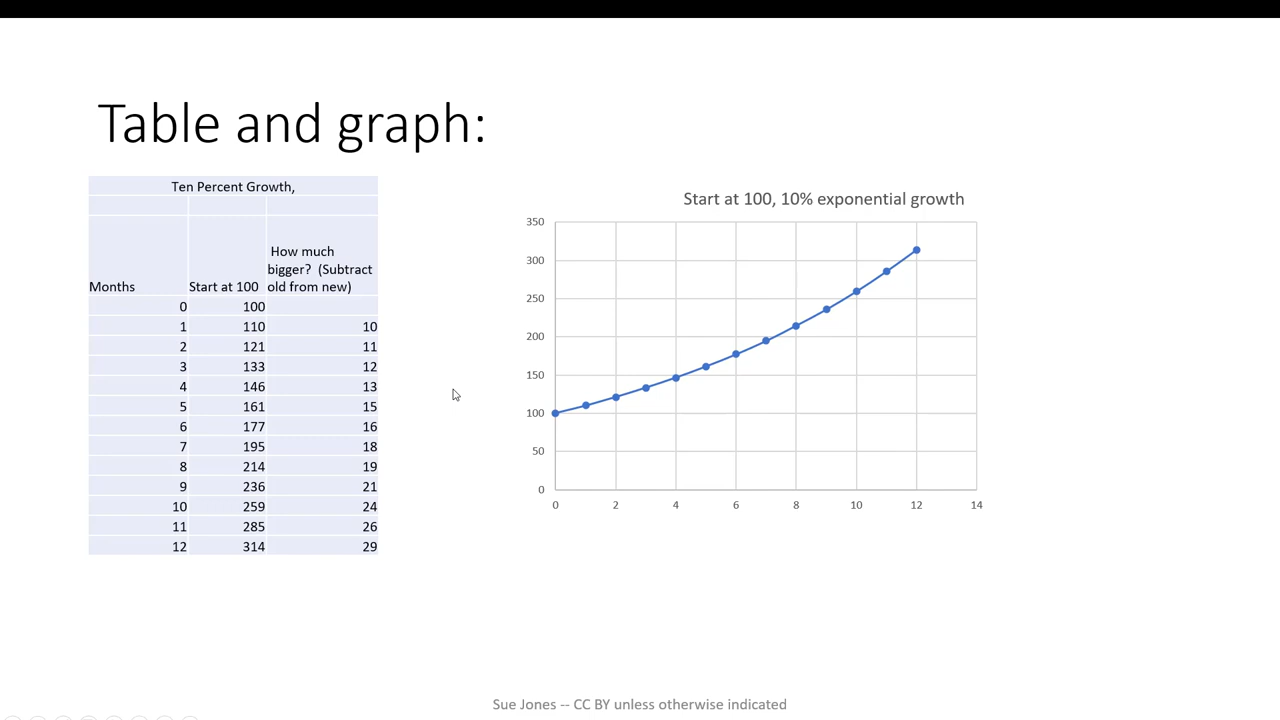 Table and graph:
Ten Percent Growth,
Months Start at 100 How much bigger? (Subtract old from new)
0 100
1 110 10
2 121 11
3 133 12
4 146 13
5 161 15
6 177 16
7 195 18
8 214 19
9 236 21
10 259 24
11 285 26
12 314 29
Start at 100, 10% exponential growth
350
300
250
200
150
100
50
0
0 2 4 6 8 10 12 14
Sue Jones -- CC BY unless otherwise indicated